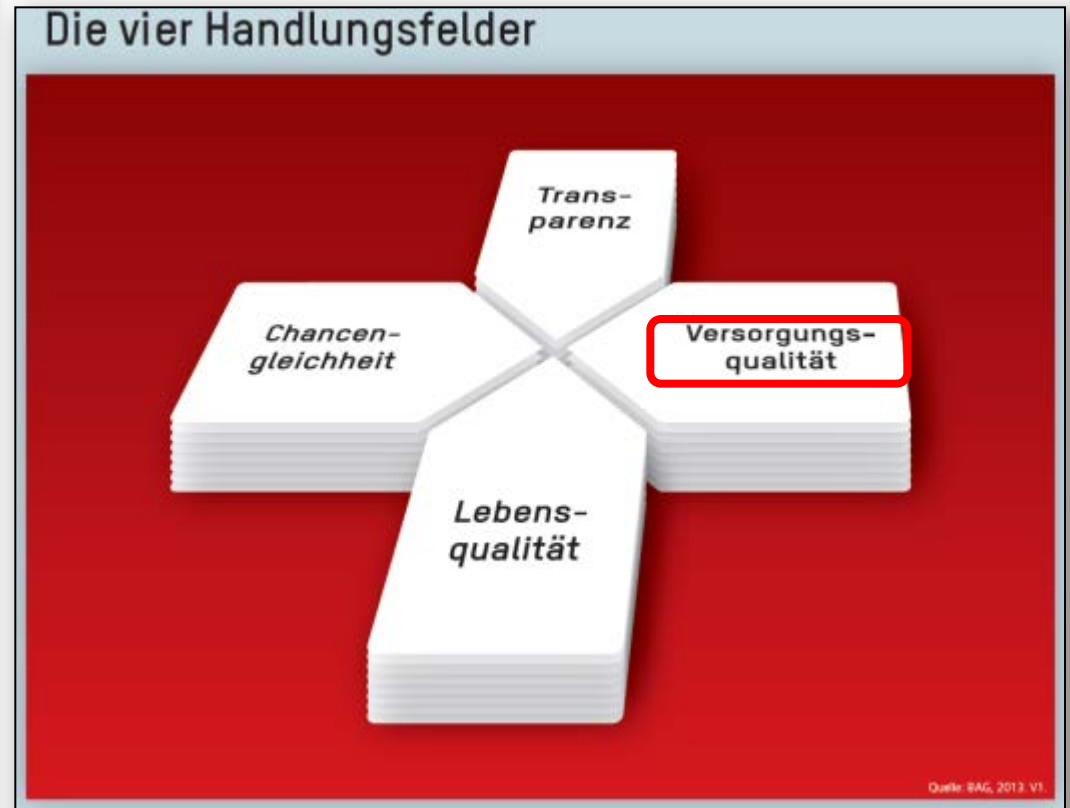 Die vier Handlungsfelder
Trans-
parenz
Chancen-
gleichheit
Versorgungs-
qualität
Lebens-
qualität
Quelle: BAG, 2013. V1.